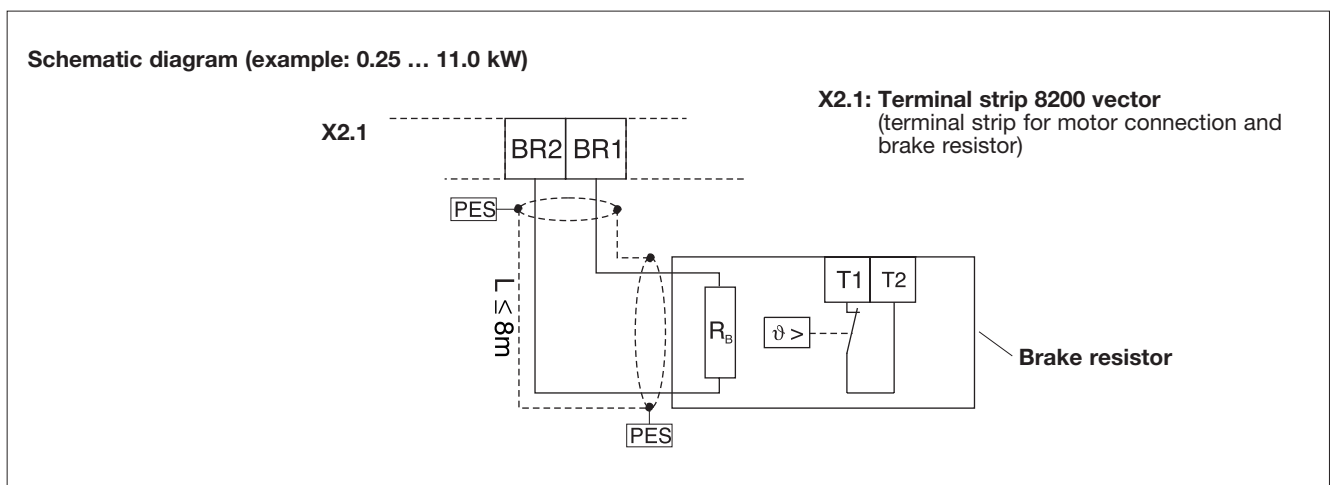 Schematic diagram (example: 0.25 … 11.0 kW)
X2.1: Terminal strip 8200 vector
(terminal strip for motor connection and
brake resistor)
X2.1
BR2 BR1
PES
L ≤ 8m
T1 T2
R_B
ϑ >
Brake resistor
PES